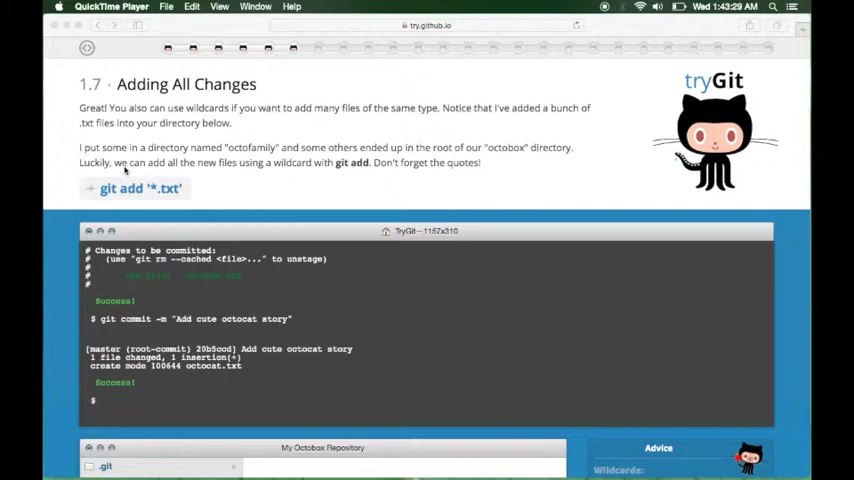 QuickTime Player File Edit View Window Help Wed 1:43:29 AM
try.github.io
1.7 · Adding All Changes
tryGit
Great! You also can use wildcards if you want to add many files of the same type. Notice that I've added a bunch of
.txt files into your directory below.
I put some in a directory named "octofamily" and some others ended up in the root of our "octobox" directory.
Luckily, we can add all the new files using a wildcard with git add. Don't forget the quotes!
git add '*.txt'
TryGit—1157x310
# Changes to be committed:
# (use "git rm --cached <file>..." to unstage)
#
#
#
Success!
$ git commit -m "Add cute octocat story"
[master (root-commit) 20b5ccd] Add cute octocat story
1 file changed, 1 insertion(+)
create mode 100644 octocat.txt
Success!
$
My Octobox Repository
Advice
.git
Wildcards: